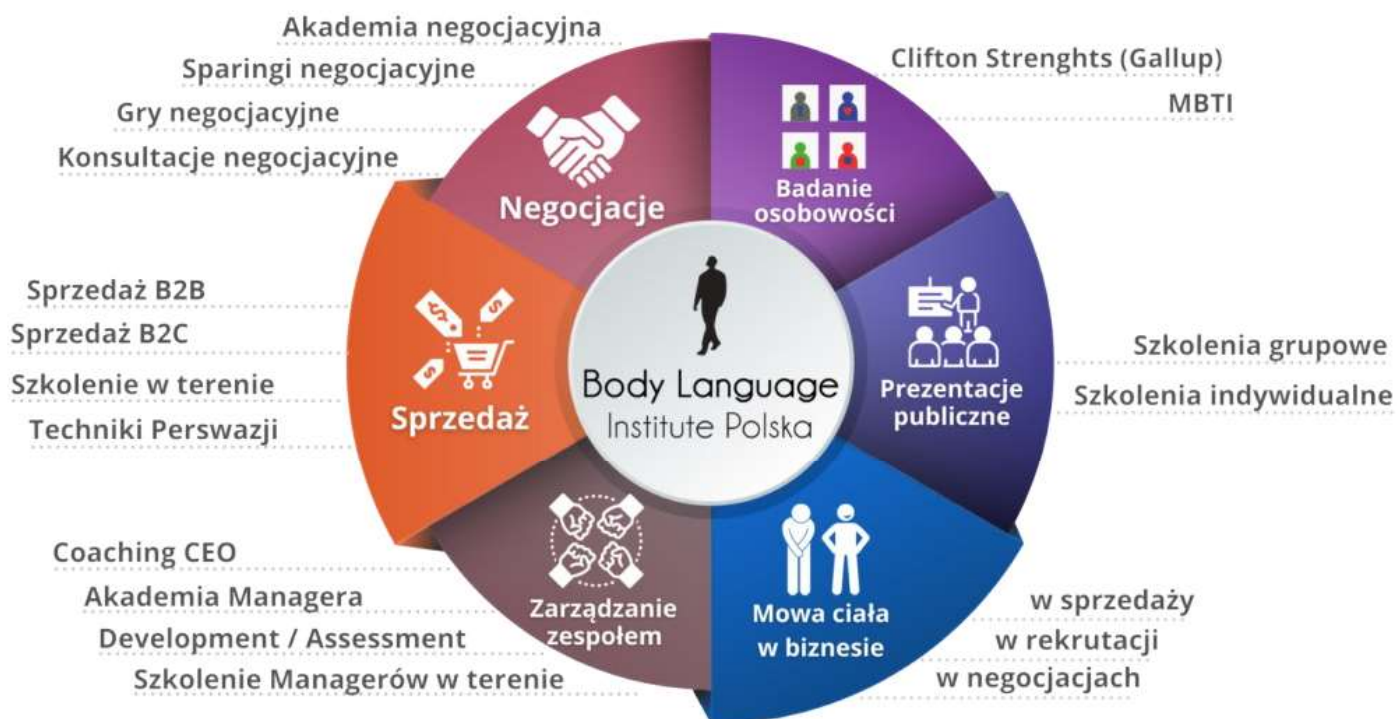 Akademia negocjacyjna
Sparingi negocjacyjne
Gry negocjacyjne
Konsultacje negocjacyjne
Negocjacje
Clifton Strenghts (Gallup)
MBTI
Badanie
osobowości
Sprzedaż B2B
Sprzedaż B2C
Szkolenie w terenie
Techniki Perswazji
Sprzedaż
Body Language
Institute Polska
Prezentacje
publiczne
Szkolenia grupowe
Szkolenia indywidualne
Coaching CEO
Akademia Managera
Development / Assessment
Szkolenie Managerów w terenie
Zarządzanie
zespołem
Mowa ciała
w biznesie
w sprzedaży
w rekrutacji
w negocjacjach